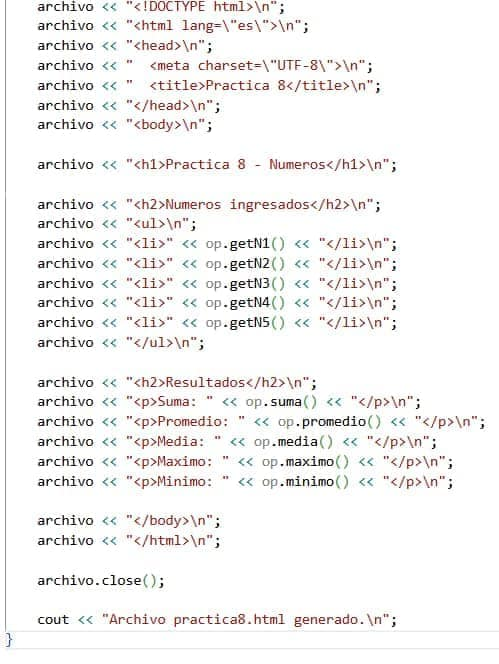 archivo << "<!DOCTYPE html>\n";
archivo << "<html lang=\"es\">\n";
archivo << "<head>\n";
archivo << "  <meta charset=\"UTF-8\">\n";
archivo << "  <title>Practica 8</title>\n";
archivo << "</head>\n";
archivo << "<body>\n";
archivo << "<h1>Practica 8 - Numeros</h1>\n";
archivo << "<h2>Numeros ingresados</h2>\n";
archivo << "<ul>\n";
archivo << "<li>" << op.getN1() << "</li>\n";
archivo << "<li>" << op.getN2() << "</li>\n";
archivo << "<li>" << op.getN3() << "</li>\n";
archivo << "<li>" << op.getN4() << "</li>\n";
archivo << "<li>" << op.getN5() << "</li>\n";
archivo << "</ul>\n";
archivo << "<h2>Resultados</h2>\n";
archivo << "<p>Suma: " << op.suma() << "</p>\n";
archivo << "<p>Promedio: " << op.promedio() << "</p>\n";
archivo << "<p>Media: " << op.media() << "</p>\n";
archivo << "<p>Maximo: " << op.maximo() << "</p>\n";
archivo << "<p>Minimo: " << op.minimo() << "</p>\n";
archivo << "</body>\n";
archivo << "</html>\n";
archivo.close();
cout << "Archivo practica8.html generado.\n";
}